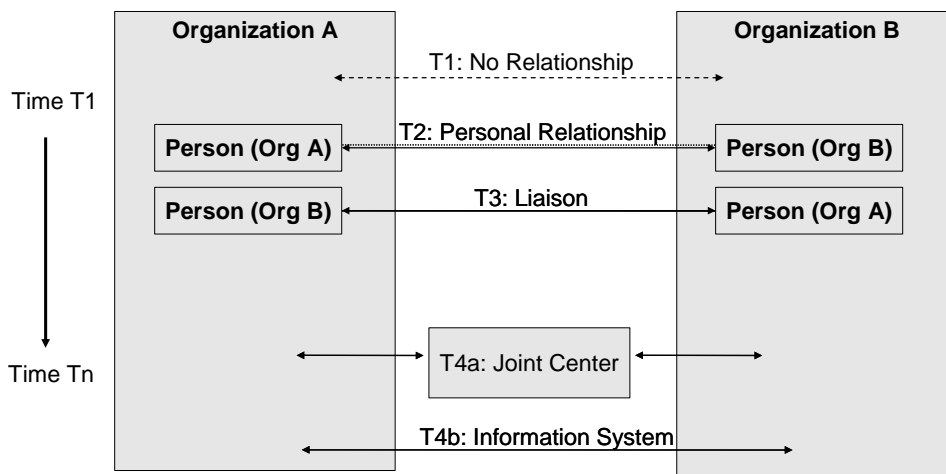 Organization A
Organization B
T1: No Relationship
Time T1
T2: Personal Relationship
Person (Org A)
Person (Org B)
T3: Liaison
Person (Org B)
Person (Org A)
T4a: Joint Center
Time Tn
T4b: Information System